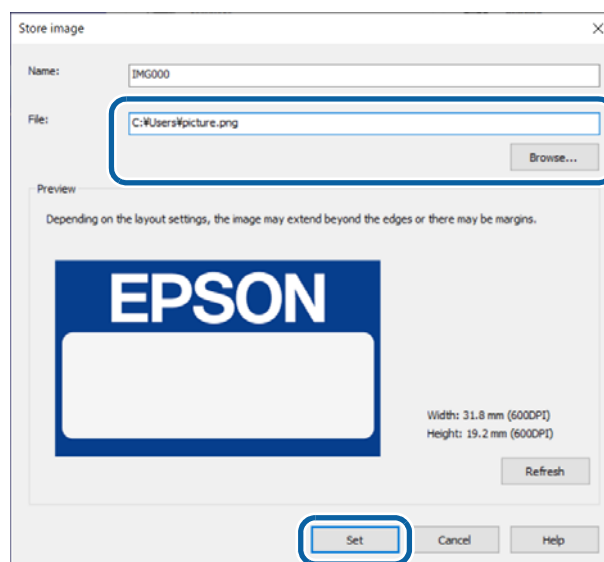 Store image
Name:
IMG000
File:
C:¥Users¥picture.png
Browse...
Preview
Depending on the layout settings, the image may extend beyond the edges or there may be margins.
EPSON
Width: 31.8 mm (600DPI)
Height: 19.2 mm (600DPI)
Refresh
Set
Cancel
Help